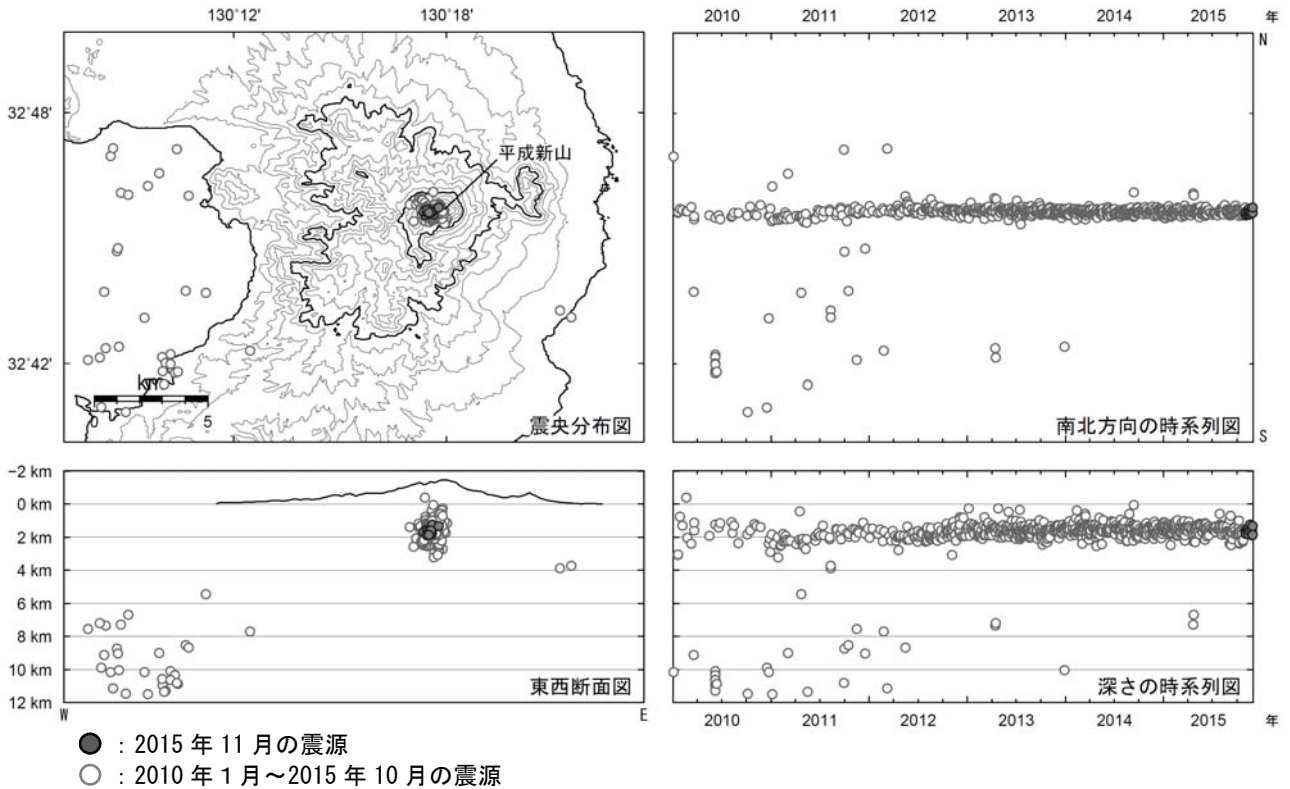 130°12′ 130°18′
2010 2011 2012 2013 2014 2015 年
N
32°48′
平成新山
32°42′
km
0 5
震央分布図
南北方向の時系列図
S
−2 km
0 km
2 km
4 km
6 km
8 km
10 km
12 km
東西断面図
深さの時系列図
W E
2010 2011 2012 2013 2014 2015 年
：2015 年 11 月の震源
：2010 年 1 月～2015 年 10 月の震源